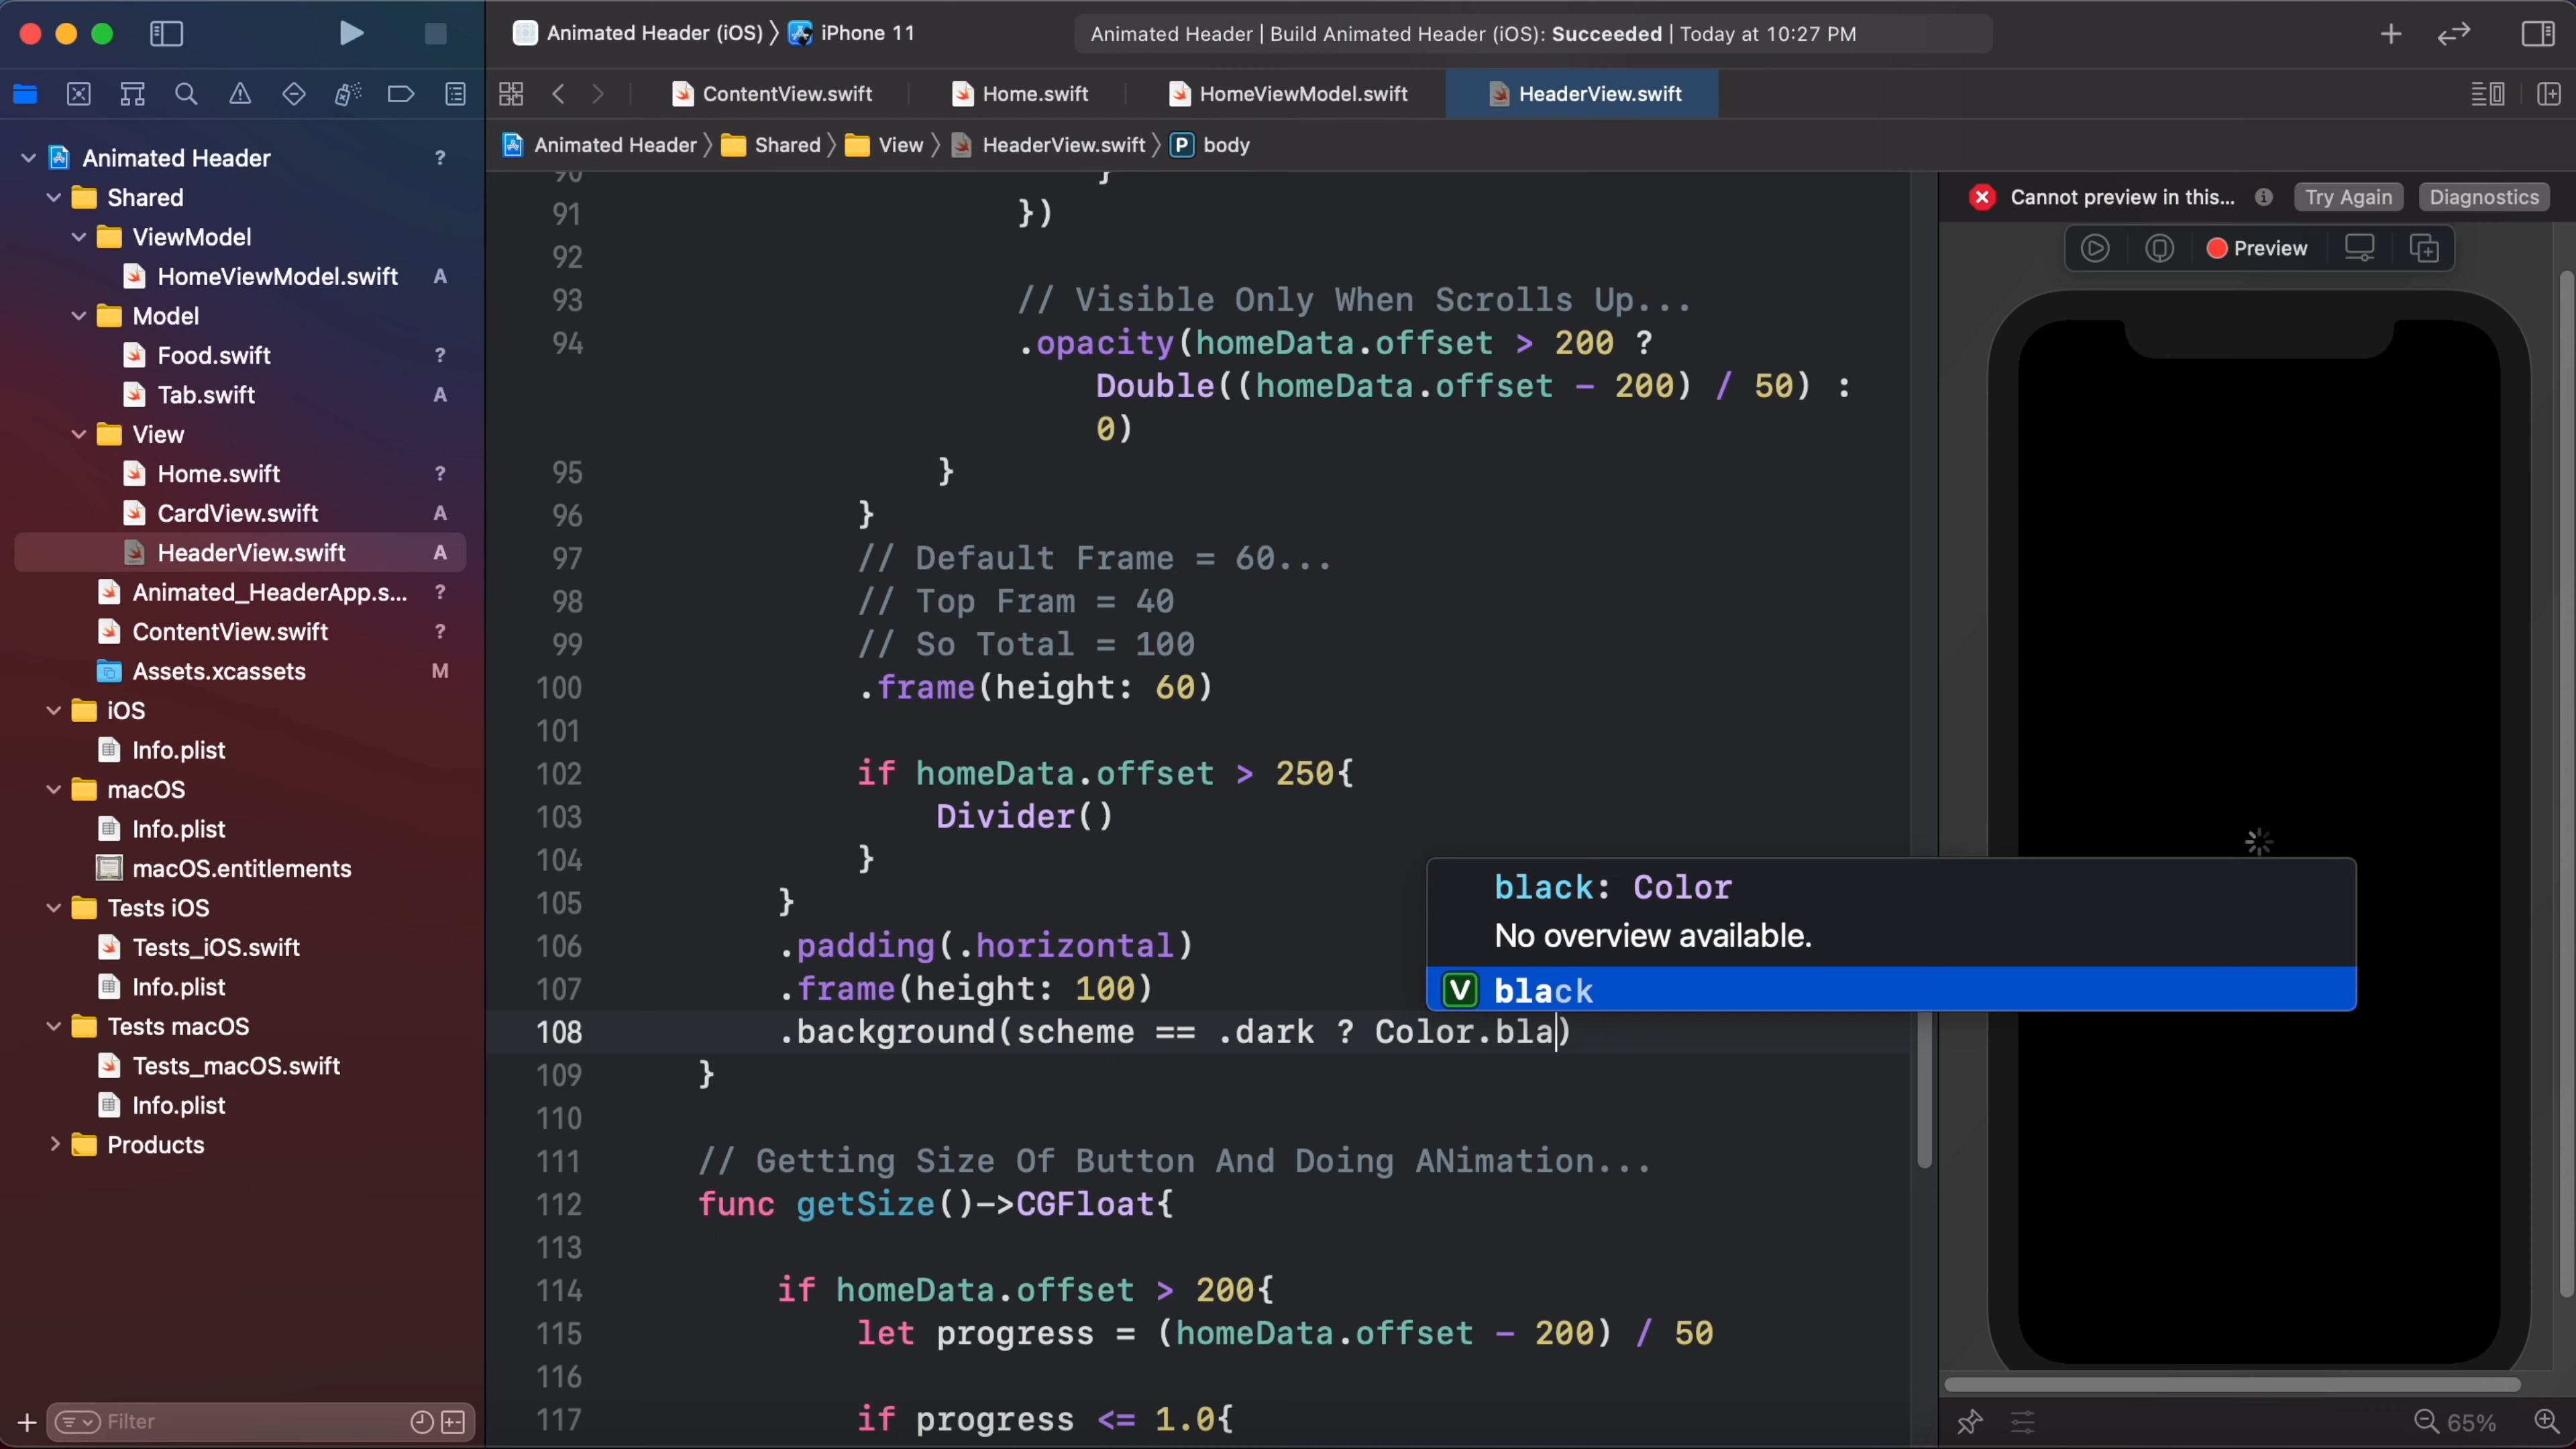 Animated Header (iOS) 〉 iPhone 11
Animated Header | Build Animated Header (iOS): Succeeded | Today at 10:27 PM
ContentView.swift
Home.swift
HomeViewModel.swift
HeaderView.swift
Animated Header 〉 Shared 〉 View 〉 HeaderView.swift 〉 P body
Animated Header ?
Shared
ViewModel
HomeViewModel.swift A
Model
Food.swift ?
Tab.swift A
View
Home.swift ?
CardView.swift A
HeaderView.swift A
Animated_HeaderApp.s... ?
ContentView.swift ?
Assets.xcassets M
iOS
Info.plist
macOS
Info.plist
macOS.entitlements
Tests iOS
Tests_iOS.swift
Info.plist
Tests macOS
Tests_macOS.swift
Info.plist
Products
Filter
90 }
91 })
92
93 // Visible Only When Scrolls Up...
94 .opacity(homeData.offset > 200 ?
Double((homeData.offset - 200) / 50) :
0)
95 }
96 }
97 // Default Frame = 60...
98 // Top Fram = 40
99 // So Total = 100
100 .frame(height: 60)
101
102 if homeData.offset > 250{
103 Divider()
104 }
105 }
106 .padding(.horizontal)
107 .frame(height: 100)
108 .background(scheme == .dark ? Color.bla)
109 }
110
111 // Getting Size Of Button And Doing ANimation...
112 func getSize()->CGFloat{
113
114 if homeData.offset > 200{
115 let progress = (homeData.offset - 200) / 50
116
117 if progress <= 1.0{
black: Color
No overview available.
V black
Cannot preview in this... Try Again Diagnostics
Preview
65%